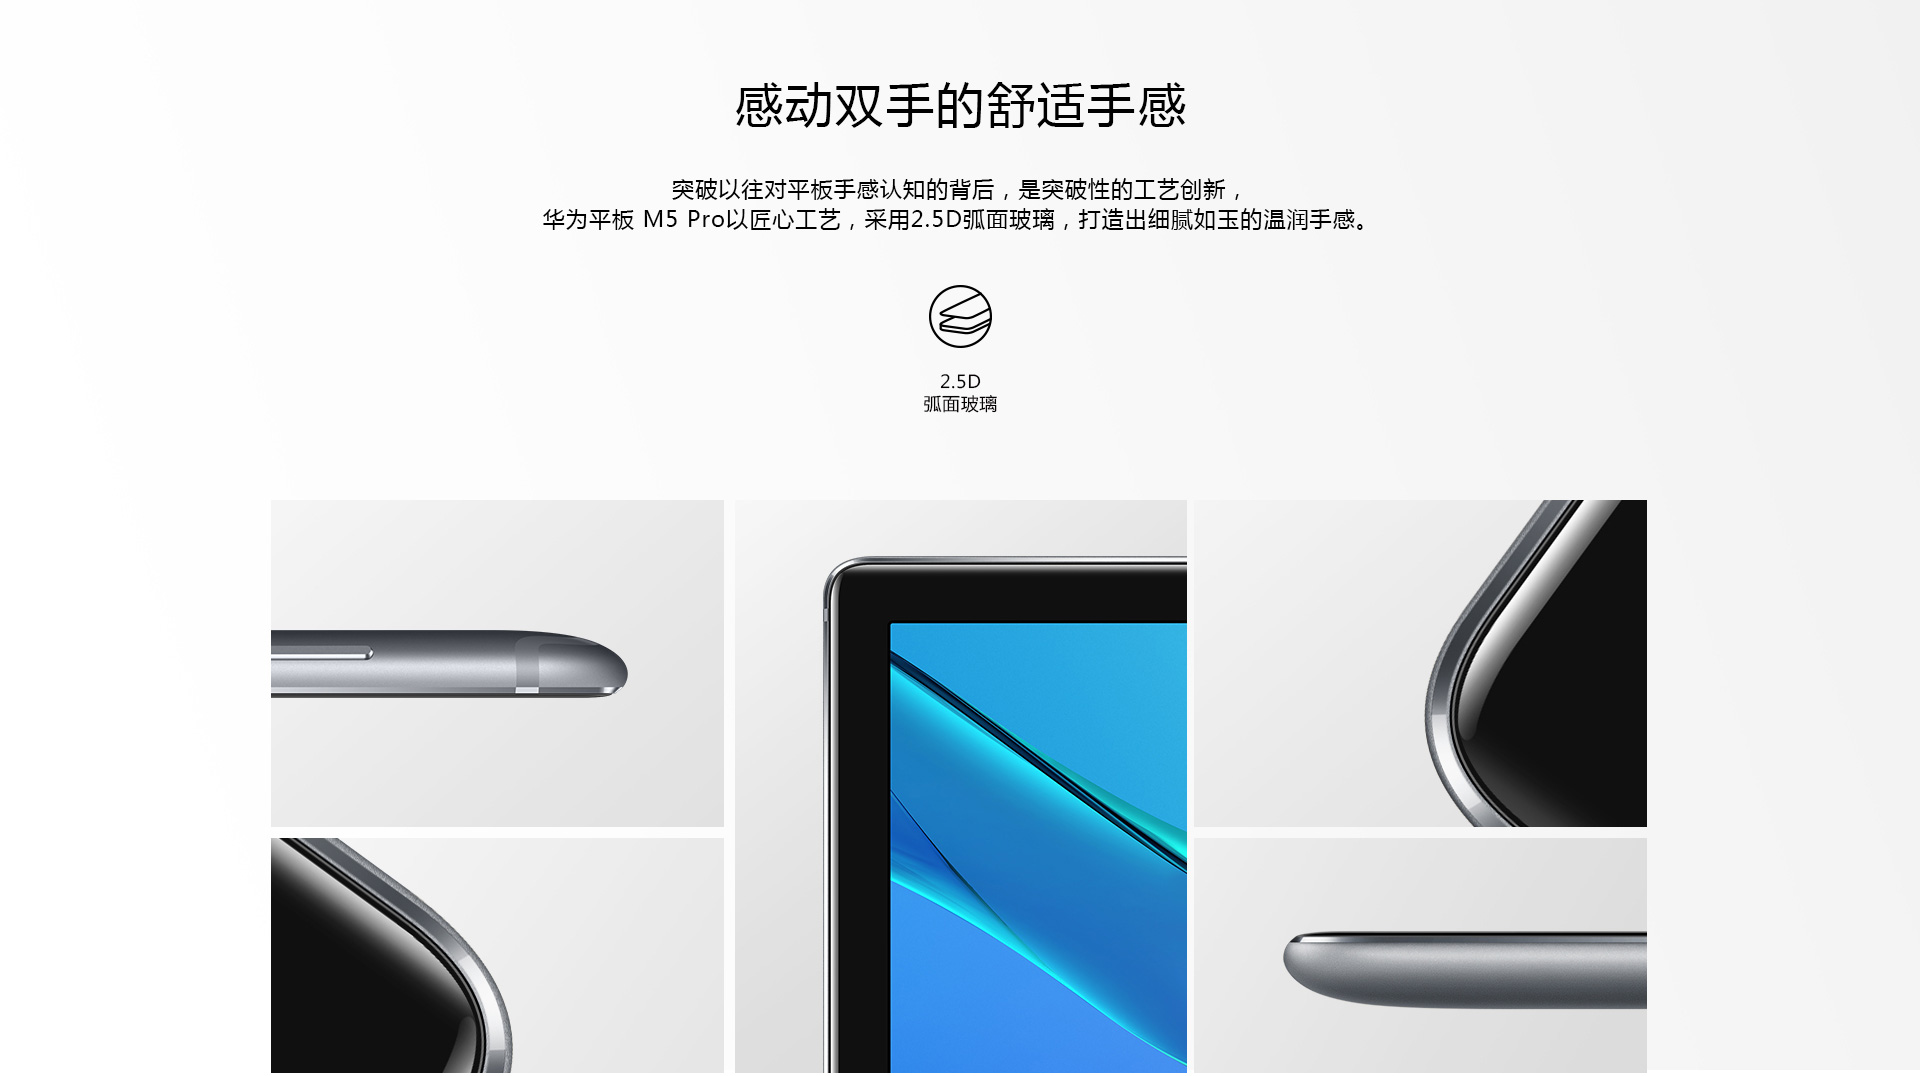 感动双手的舒适手感
突破以往对平板手感认知的背后，是突破性的工艺创新，
华为平板 M5 Pro以匠心工艺，采用2.5D弧面玻璃，打造出细腻如玉的温润手感。
2.5D
弧面玻璃